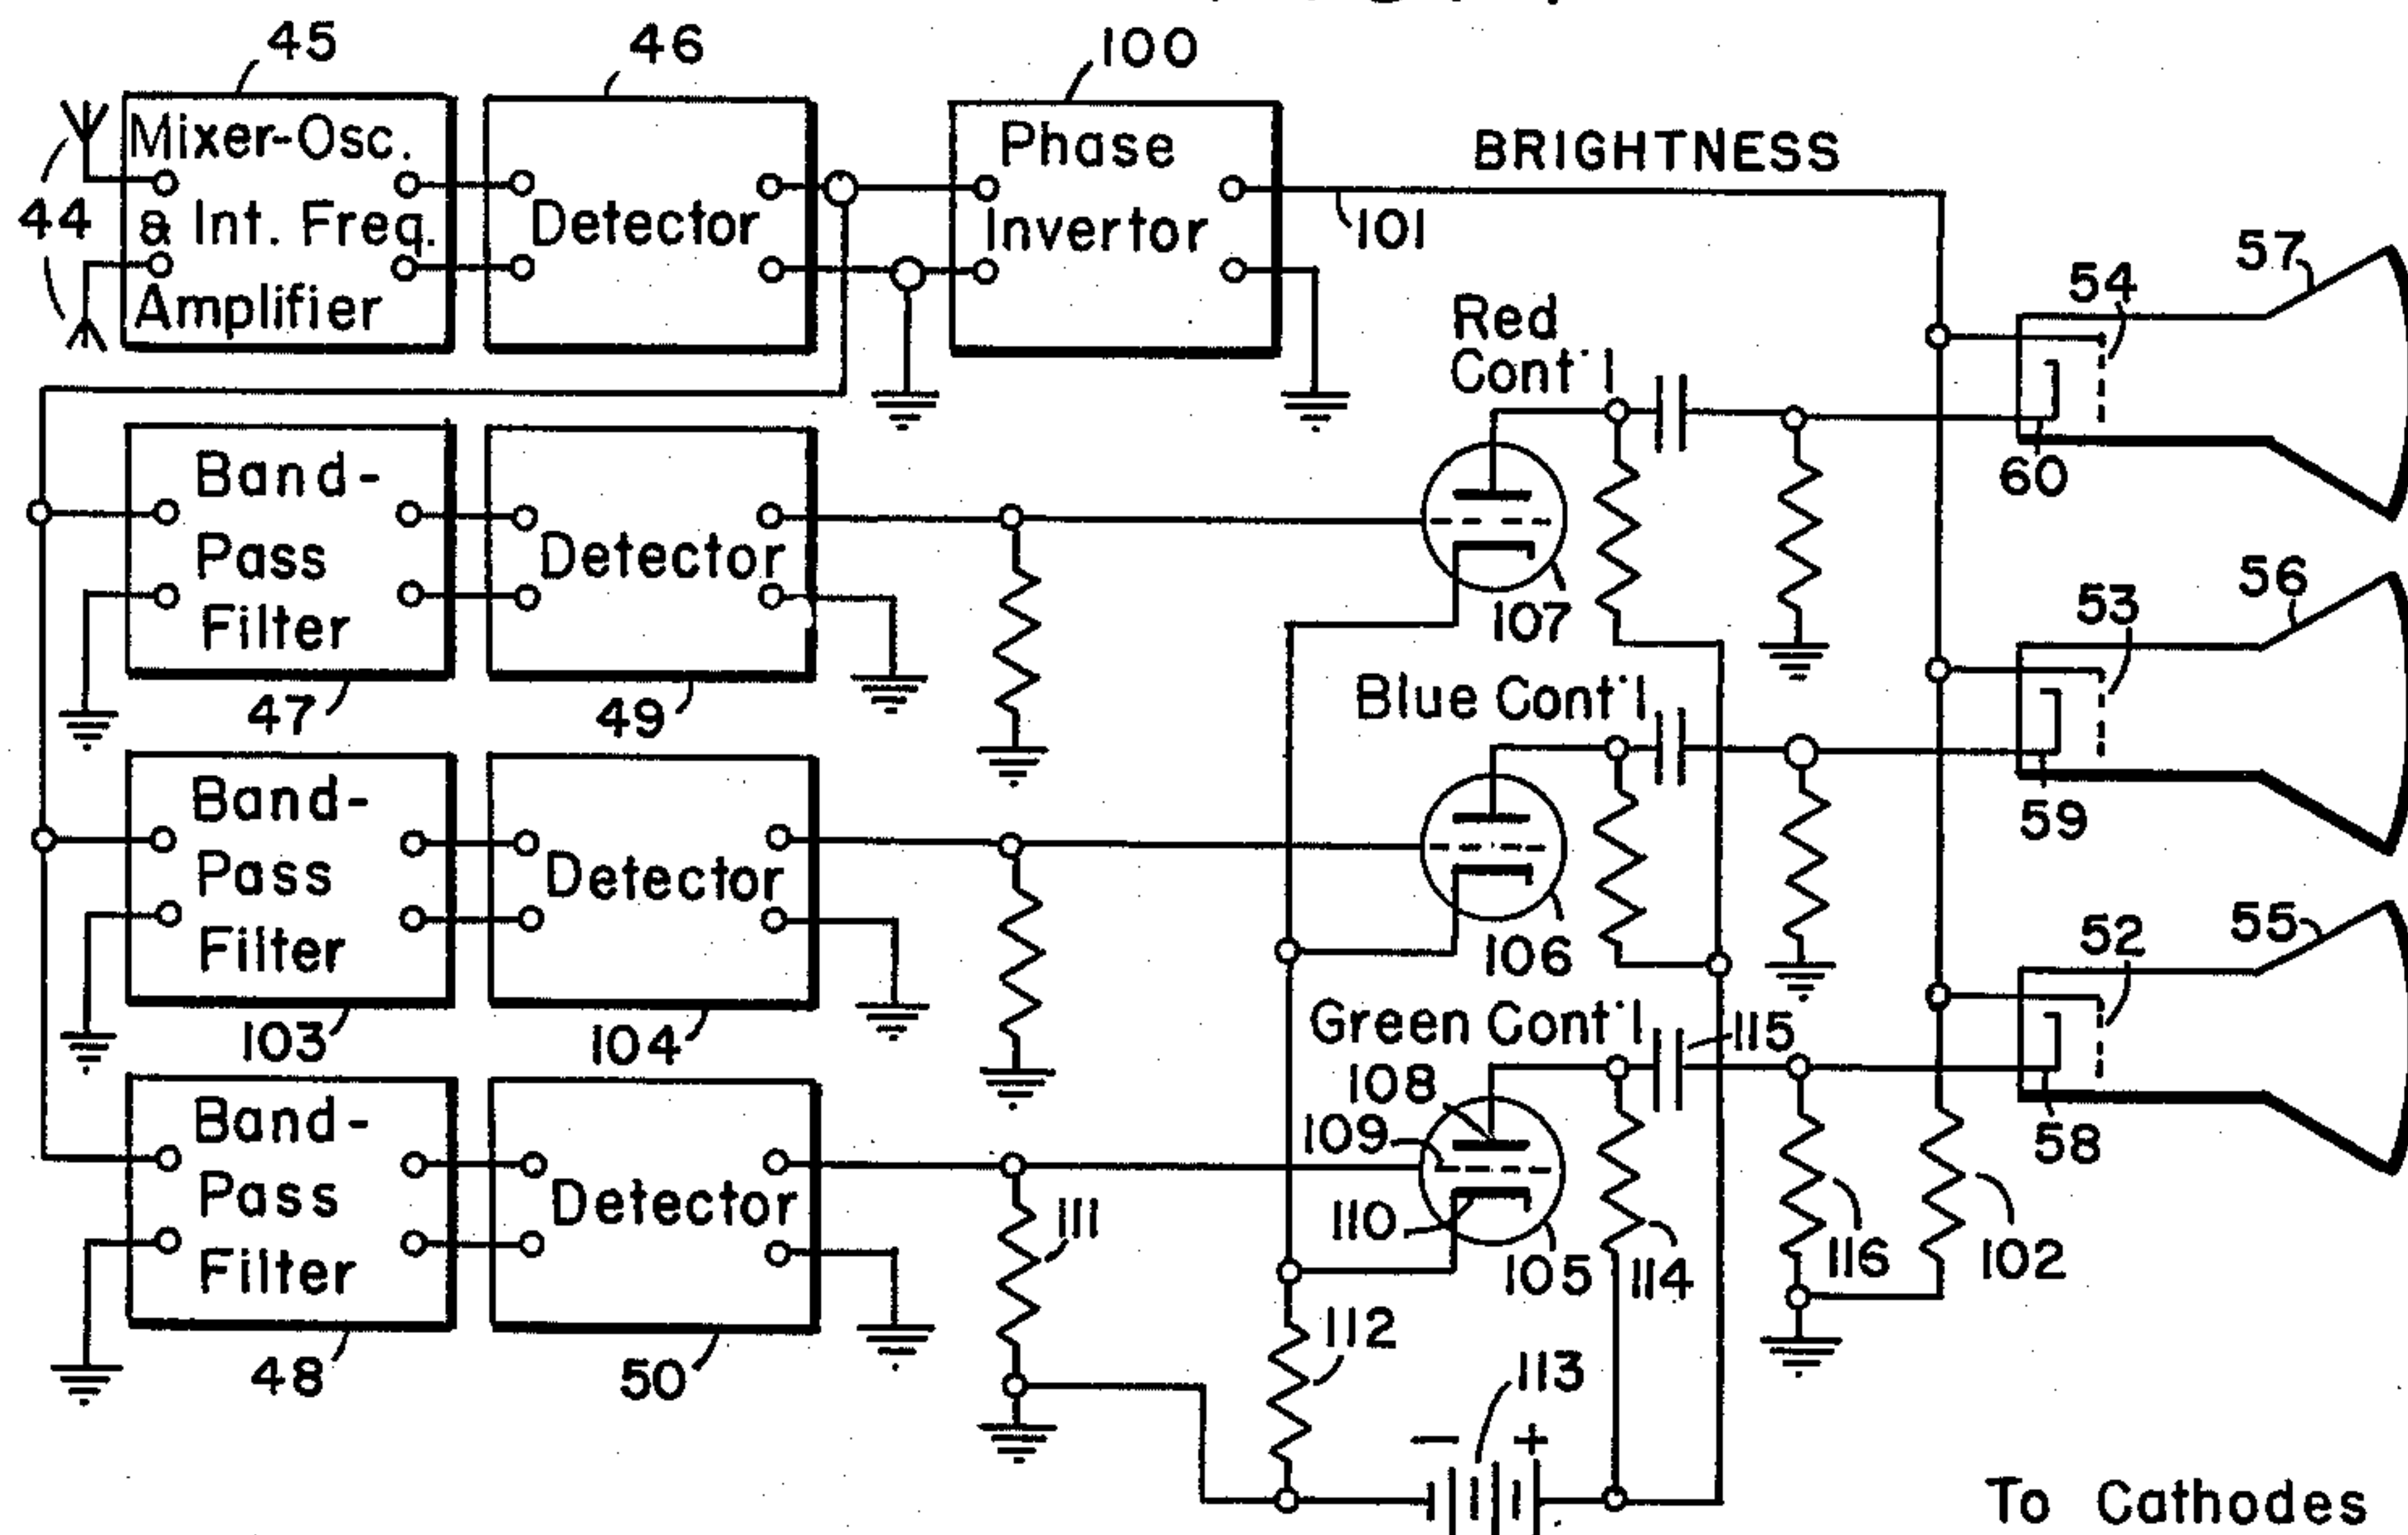 45
46
100
Mixer-Osc.
& Int. Freq.
Amplifier
44
Detector
Phase
Invertor
BRIGHTNESS
101
57
54
Red
Cont'l
60
Band-
Pass
Filter
47
Detector
49
107
56
53
Blue Cont'l
59
Band-
Pass
Filter
103
Detector
104
106
55
52
Green Cont'l
115
108
109
110
105
114
58
116
102
Band-
Pass
Filter
48
Detector
50
111
112
113
− +
To Cathodes